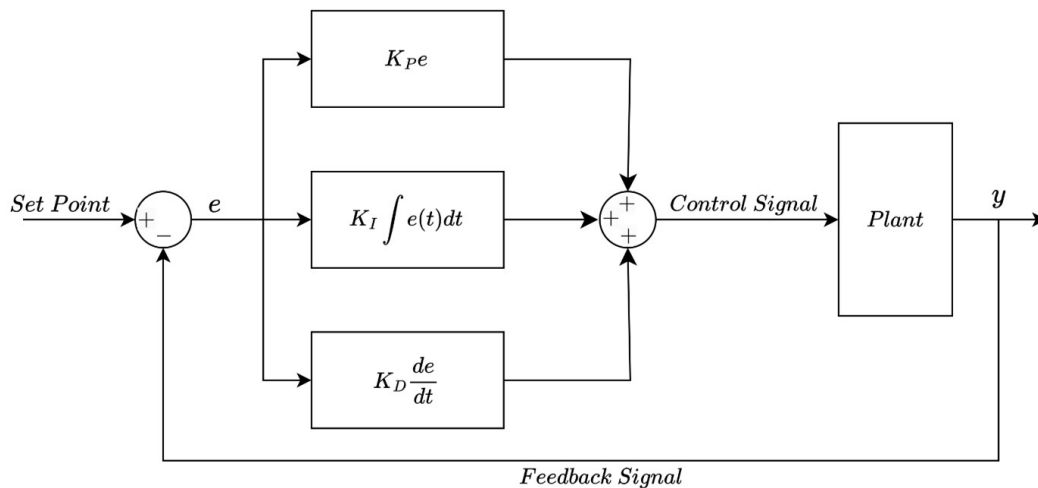 K_P e
Set Point
+
−
e
K_I ∫ e(t)dt
+
+
+
Control Signal
Plant
y
K_D de/dt
Feedback Signal